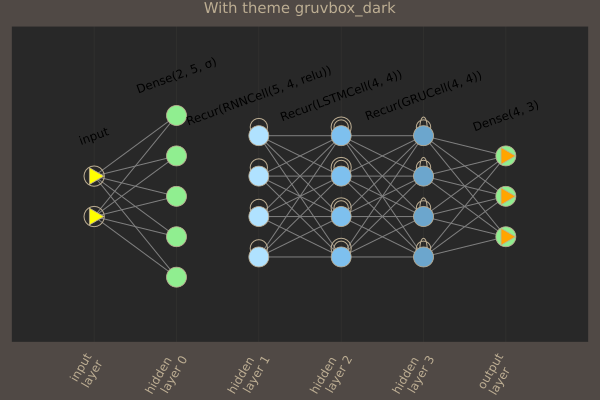 With theme gruvbox_dark
input
Dense(2, 5, σ)
Recur(RNNCell(5, 4, relu))
Recur(LSTMCell(4, 4))
Recur(GRUCell(4, 4))
Dense(4, 3)
input
layer
hidden
layer 0
hidden
layer 1
hidden
layer 2
hidden
layer 3
output
layer